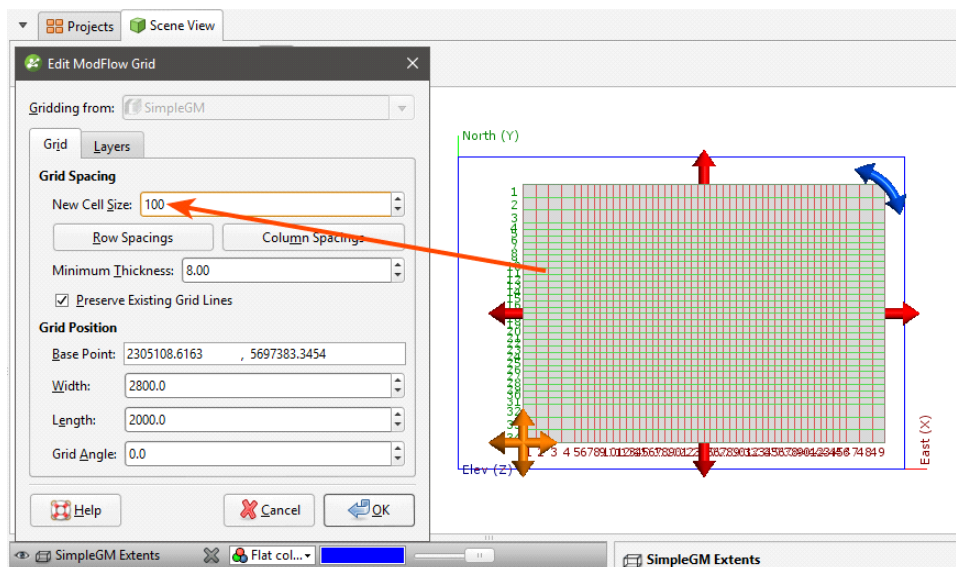 Projects
Scene View
Edit ModFlow Grid
Gridding from: SimpleGM
Grid
Layers
Grid Spacing
New Cell Size: 100
Row Spacings
Column Spacings
Minimum Thickness: 8.00
Preserve Existing Grid Lines
Grid Position
Base Point: 2305108.6163 , 5697383.3454
Width: 2800.0
Length: 2000.0
Grid Angle: 0.0
Help
Cancel
OK
North (Y)
1
2
3
4
East (X)
Elev (Z)
SimpleGM Extents
Flat col...
SimpleGM Extents